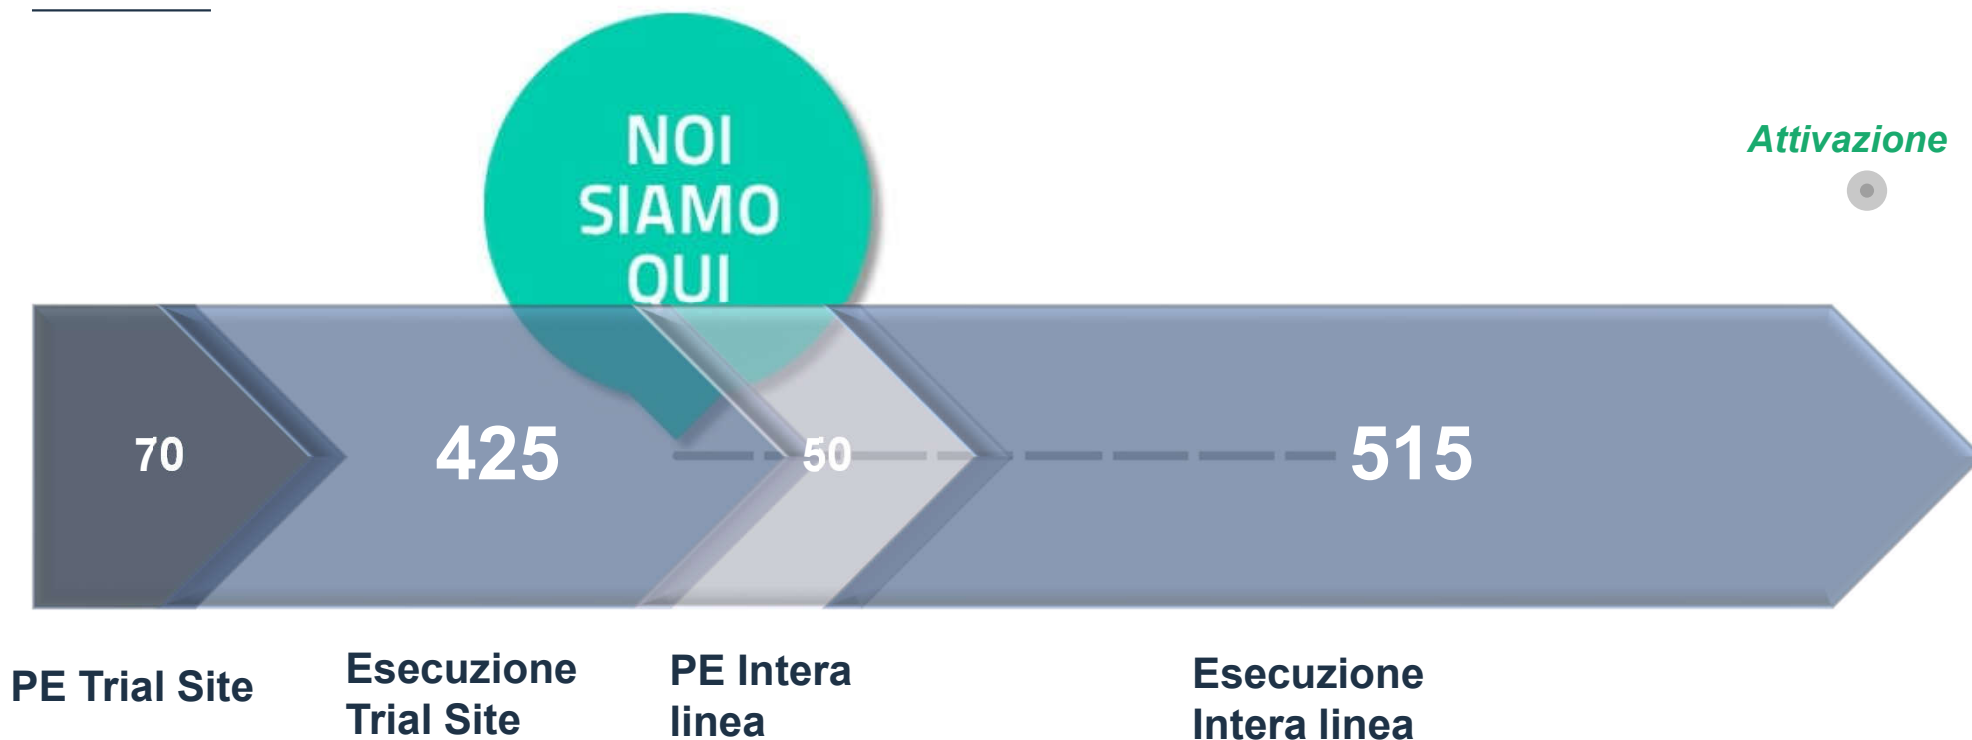 NOI
SIAMO
QUI
Attivazione
70
425
50
515
PE Trial Site
Esecuzione
Trial Site
PE Intera
linea
Esecuzione
Intera linea